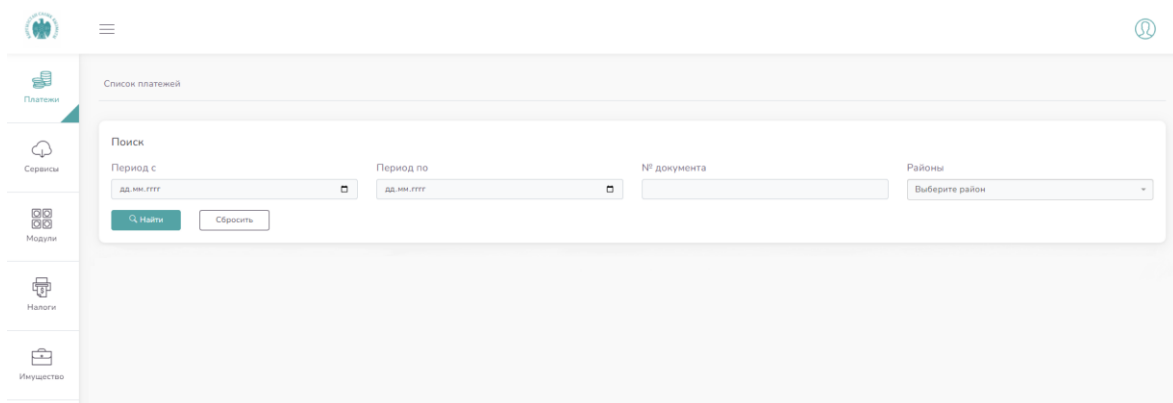 Платежи
Сервисы
Модули
Налоги
Имущество
Список платежей
Поиск
Период с
Период по
№ документа
Районы
дд.мм.гггг
дд.мм.гггг
Выберите район
Найти
Сбросить